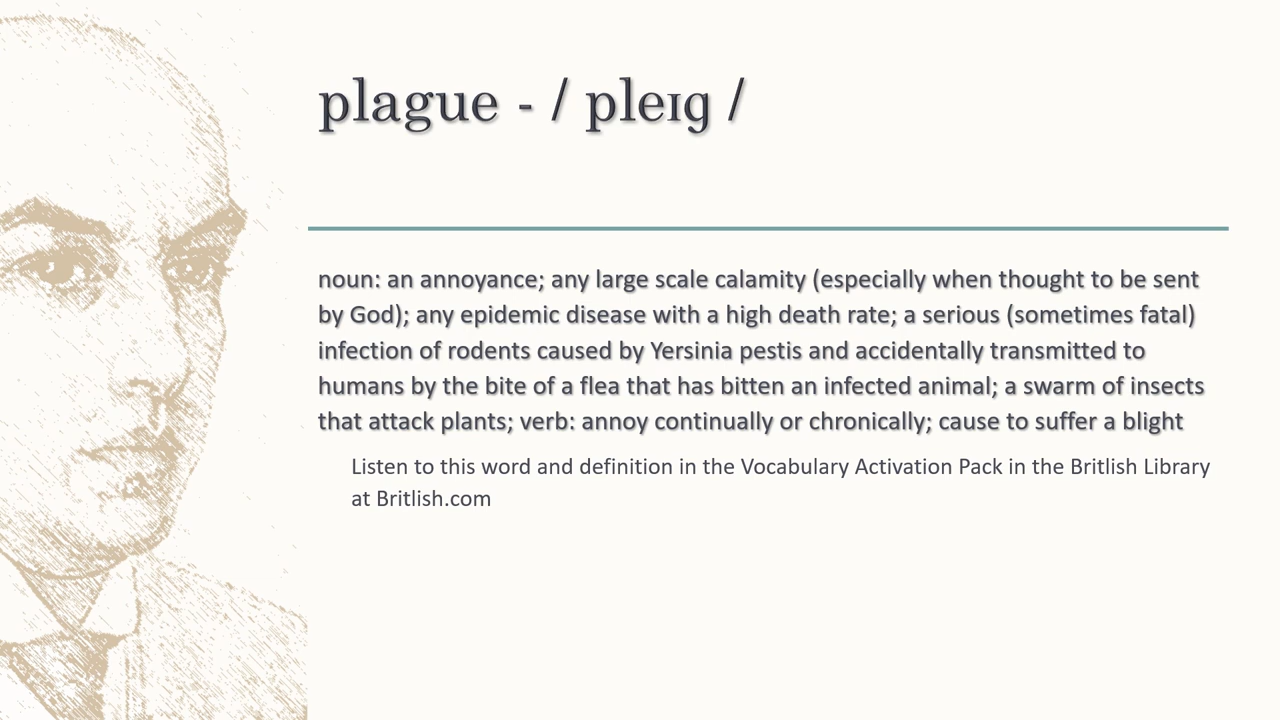 plague - / pleɪɡ /
noun: an annoyance; any large scale calamity (especially when thought to be sent
by God); any epidemic disease with a high death rate; a serious (sometimes fatal)
infection of rodents caused by Yersinia pestis and accidentally transmitted to
humans by the bite of a flea that has bitten an infected animal; a swarm of insects
that attack plants; verb: annoy continually or chronically; cause to suffer a blight
Listen to this word and definition in the Vocabulary Activation Pack in the Britlish Library
at Britlish.com